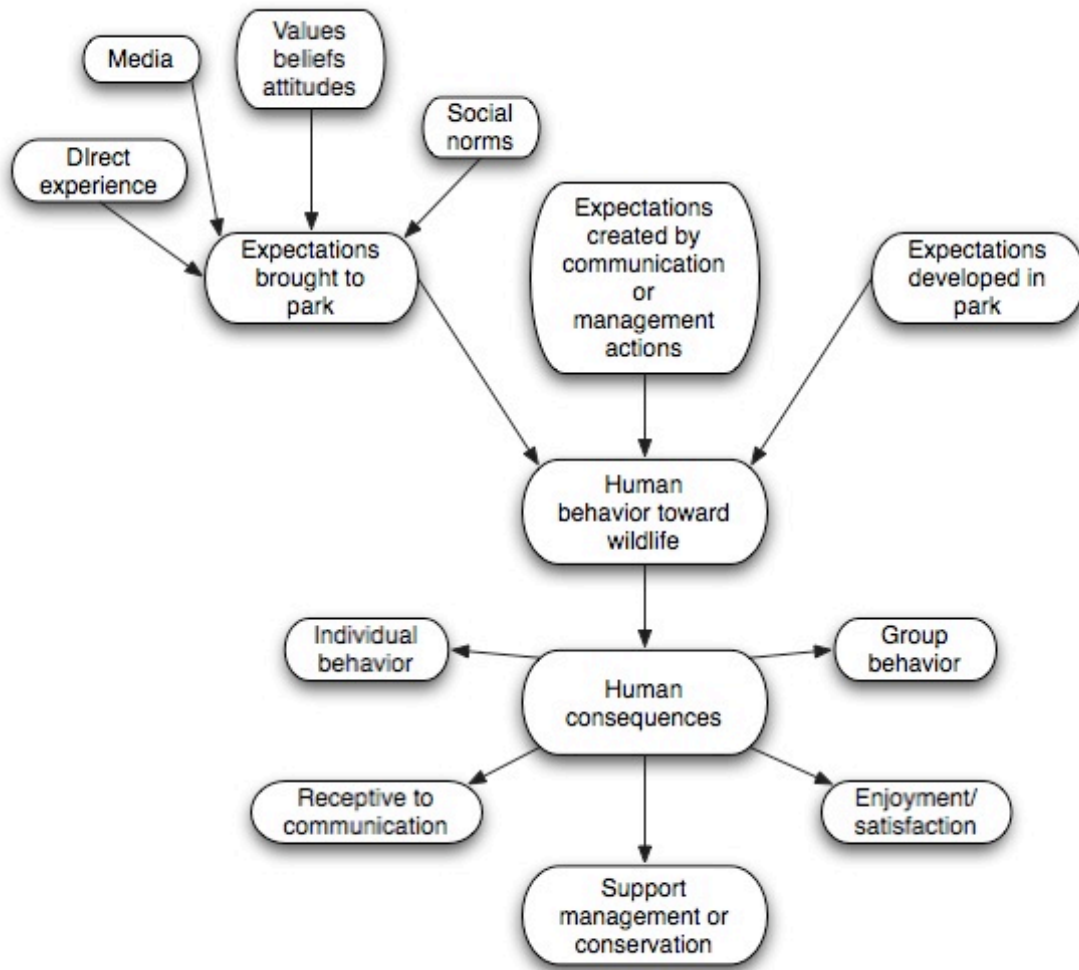 Media
Values
beliefs
attitudes
Social
norms
DIrect
experience
Expectations
brought to
park
Expectations
created by
communication
or
management
actions
Expectations
developed in
park
Human
behavior toward
wildlife
Individual
behavior
Group
behavior
Human
consequences
Receptive to
communication
Enjoyment/
satisfaction
Support
management or
conservation